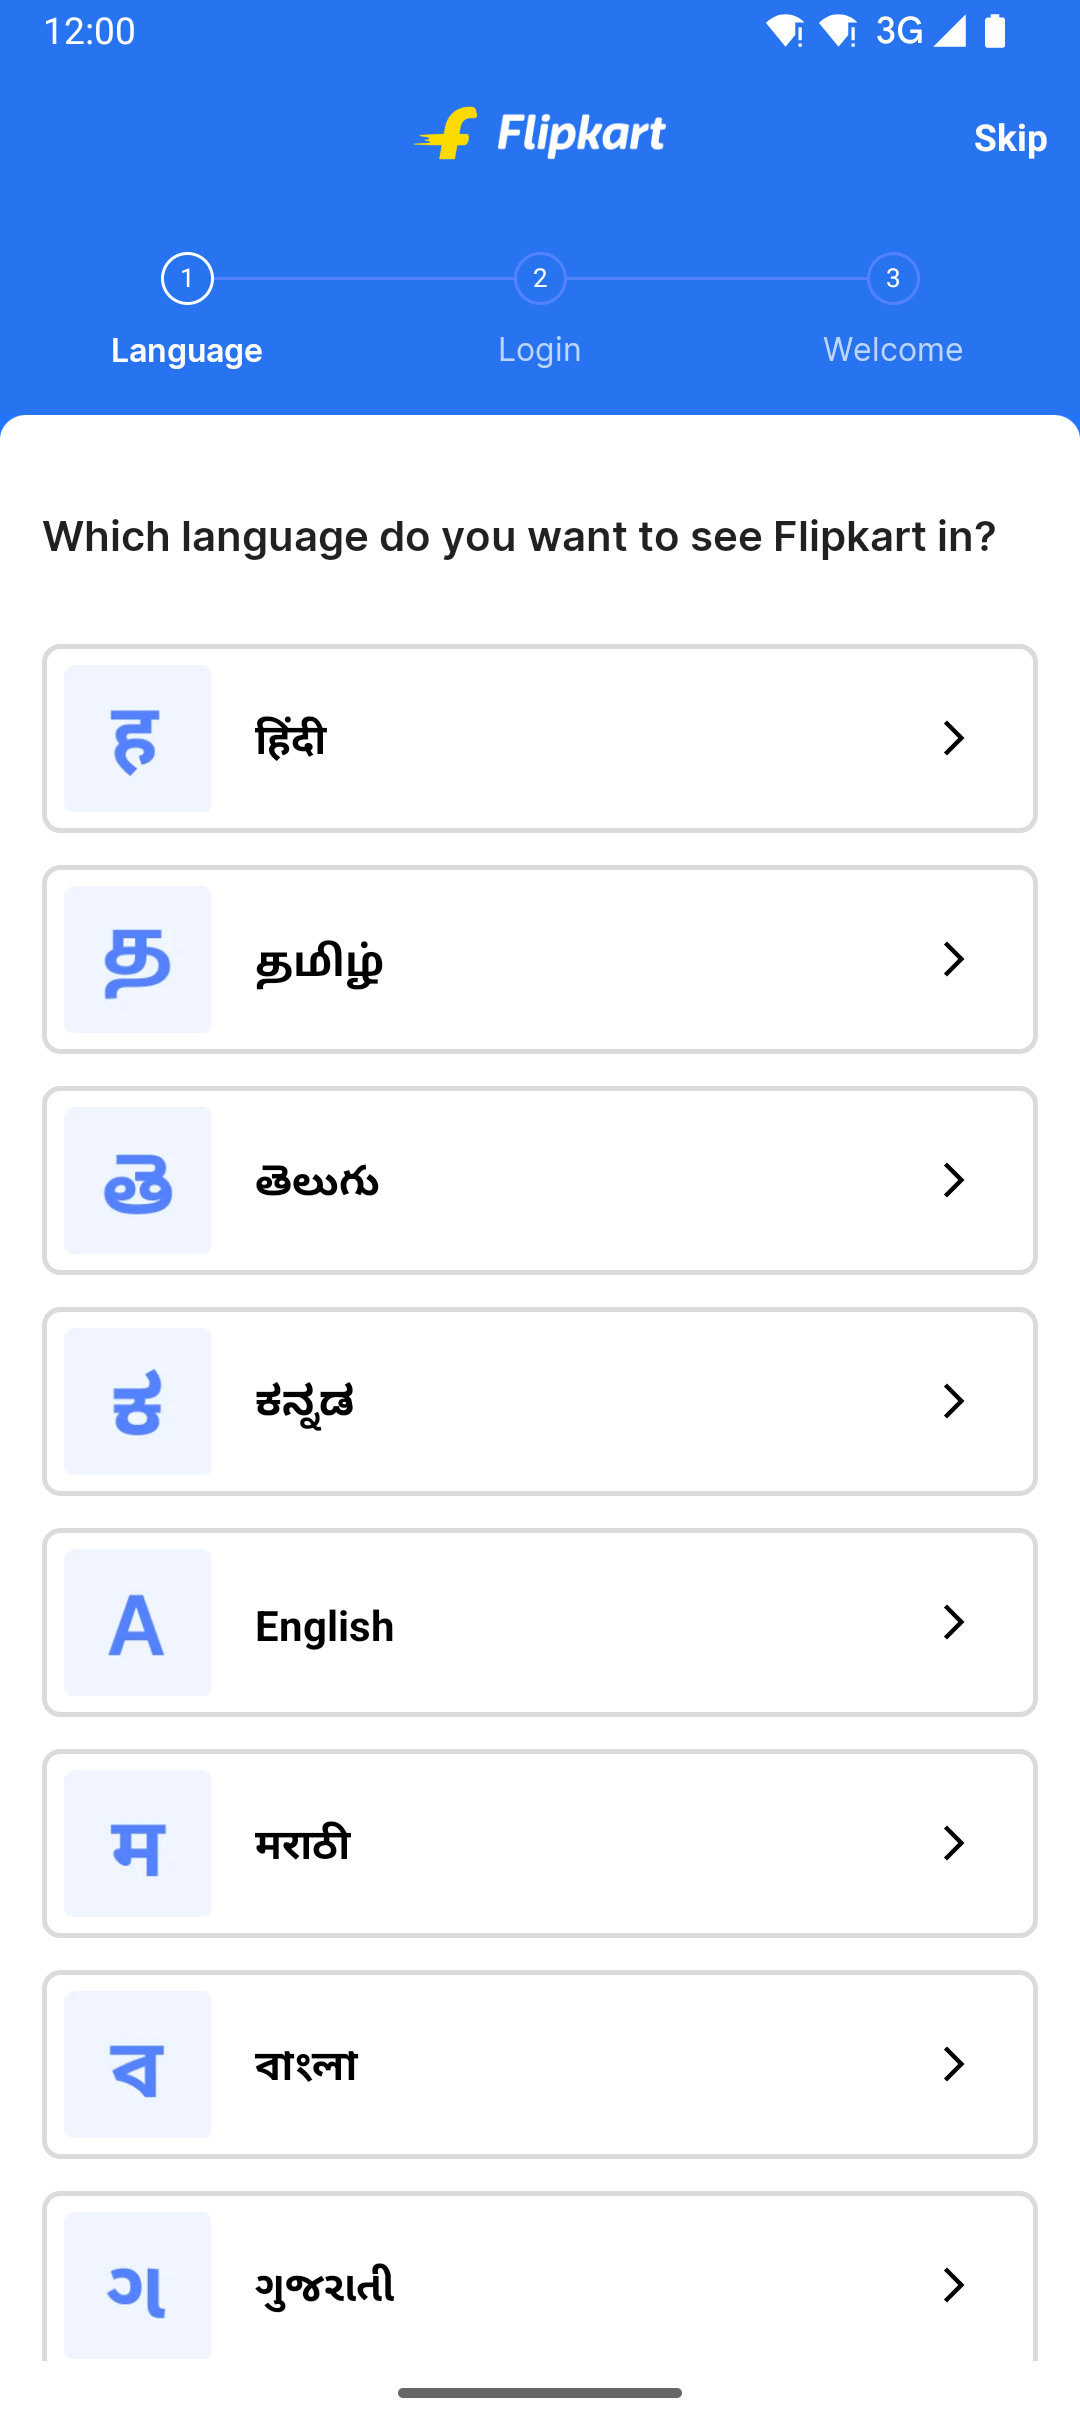 12:00
3G
Flipkart
Skip
1
2
3
Language
Login
Welcome
Which language do you want to see Flipkart in?
ह
हिंदी
த
தமிழ்
తె
తెలుగు
ಕ
ಕನ್ನಡ
A
English
म
मराठी
ব
বাংলা
ગ
ગુજરાતી